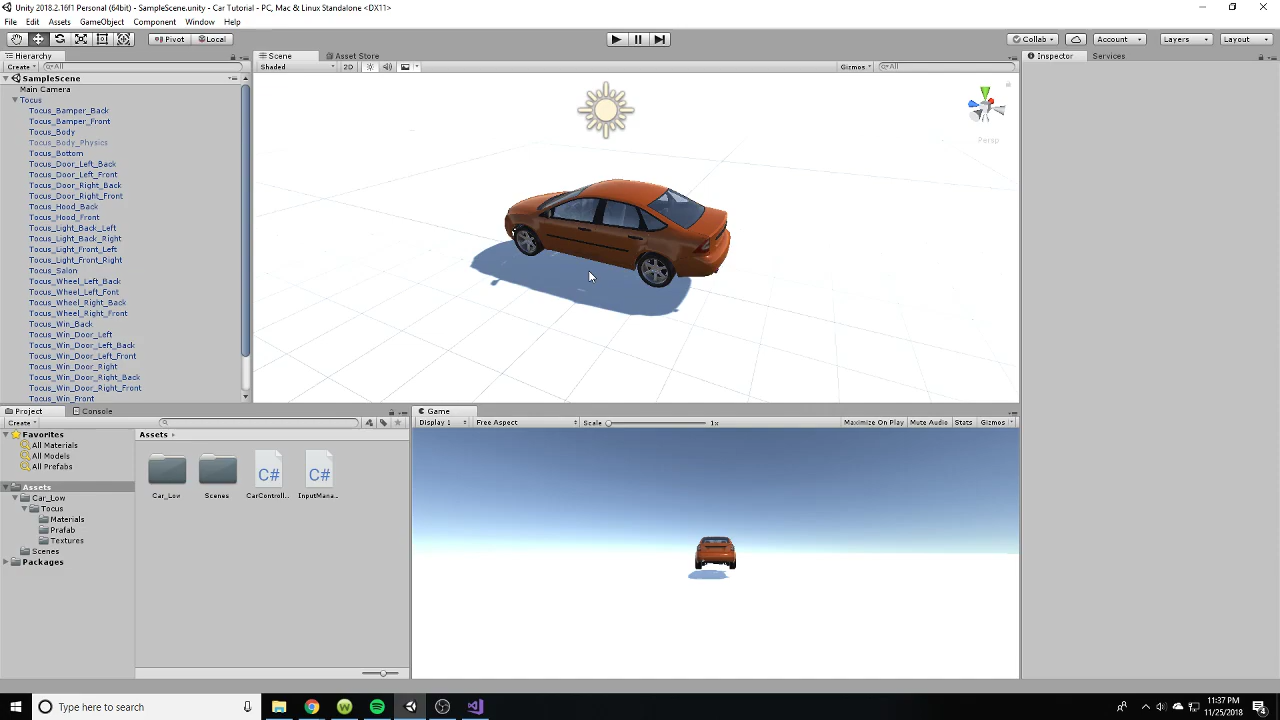 Unity 2018.2.16f1 Personal (64bit) - SampleScene.unity - Car Tutorial - PC, Mac & Linux Standalone <DX11>
File Edit Assets GameObject Component Window Help
Pivot Local Collab Account Layers Layout
Hierarchy
Create All
SampleScene
Main Camera
Tocus
Tocus_Bamper_Back
Tocus_Bamper_Front
Tocus_Body
Tocus_Body_Physics
Tocus_Bottom
Tocus_Door_Left_Back
Tocus_Door_Left_Front
Tocus_Door_Right_Back
Tocus_Door_Right_Front
Tocus_Hood_Back
Tocus_Hood_Front
Tocus_Light_Back_Left
Tocus_Light_Back_Right
Tocus_Light_Front_Left
Tocus_Light_Front_Right
Tocus_Salon
Tocus_Wheel_Left_Back
Tocus_Wheel_Left_Font
Tocus_Wheel_Right_Back
Tocus_Wheel_Right_Front
Tocus_Win_Back
Tocus_Win_Door_Left
Tocus_Win_Door_Left_Back
Tocus_Win_Door_Left_Front
Tocus_Win_Door_Right
Tocus_Win_Door_Right_Back
Tocus_Win_Door_Right_Front
Tocus_Win_Front
Scene Asset Store
Shaded 2D Gizmos All
Persp
Inspector Services
Project Console
Create
Favorites
All Materials
All Models
All Prefabs
Assets
Car_Low
Tocus
Materials
Prefab
Textures
Scenes
Packages
Assets
C# C#
Car_Low Scenes CarControll... InputMana...
Game
Display 1 Free Aspect Scale 1x Maximize On Play Mute Audio Stats Gizmos
Type here to search
11:37 PM
11/25/2018
4